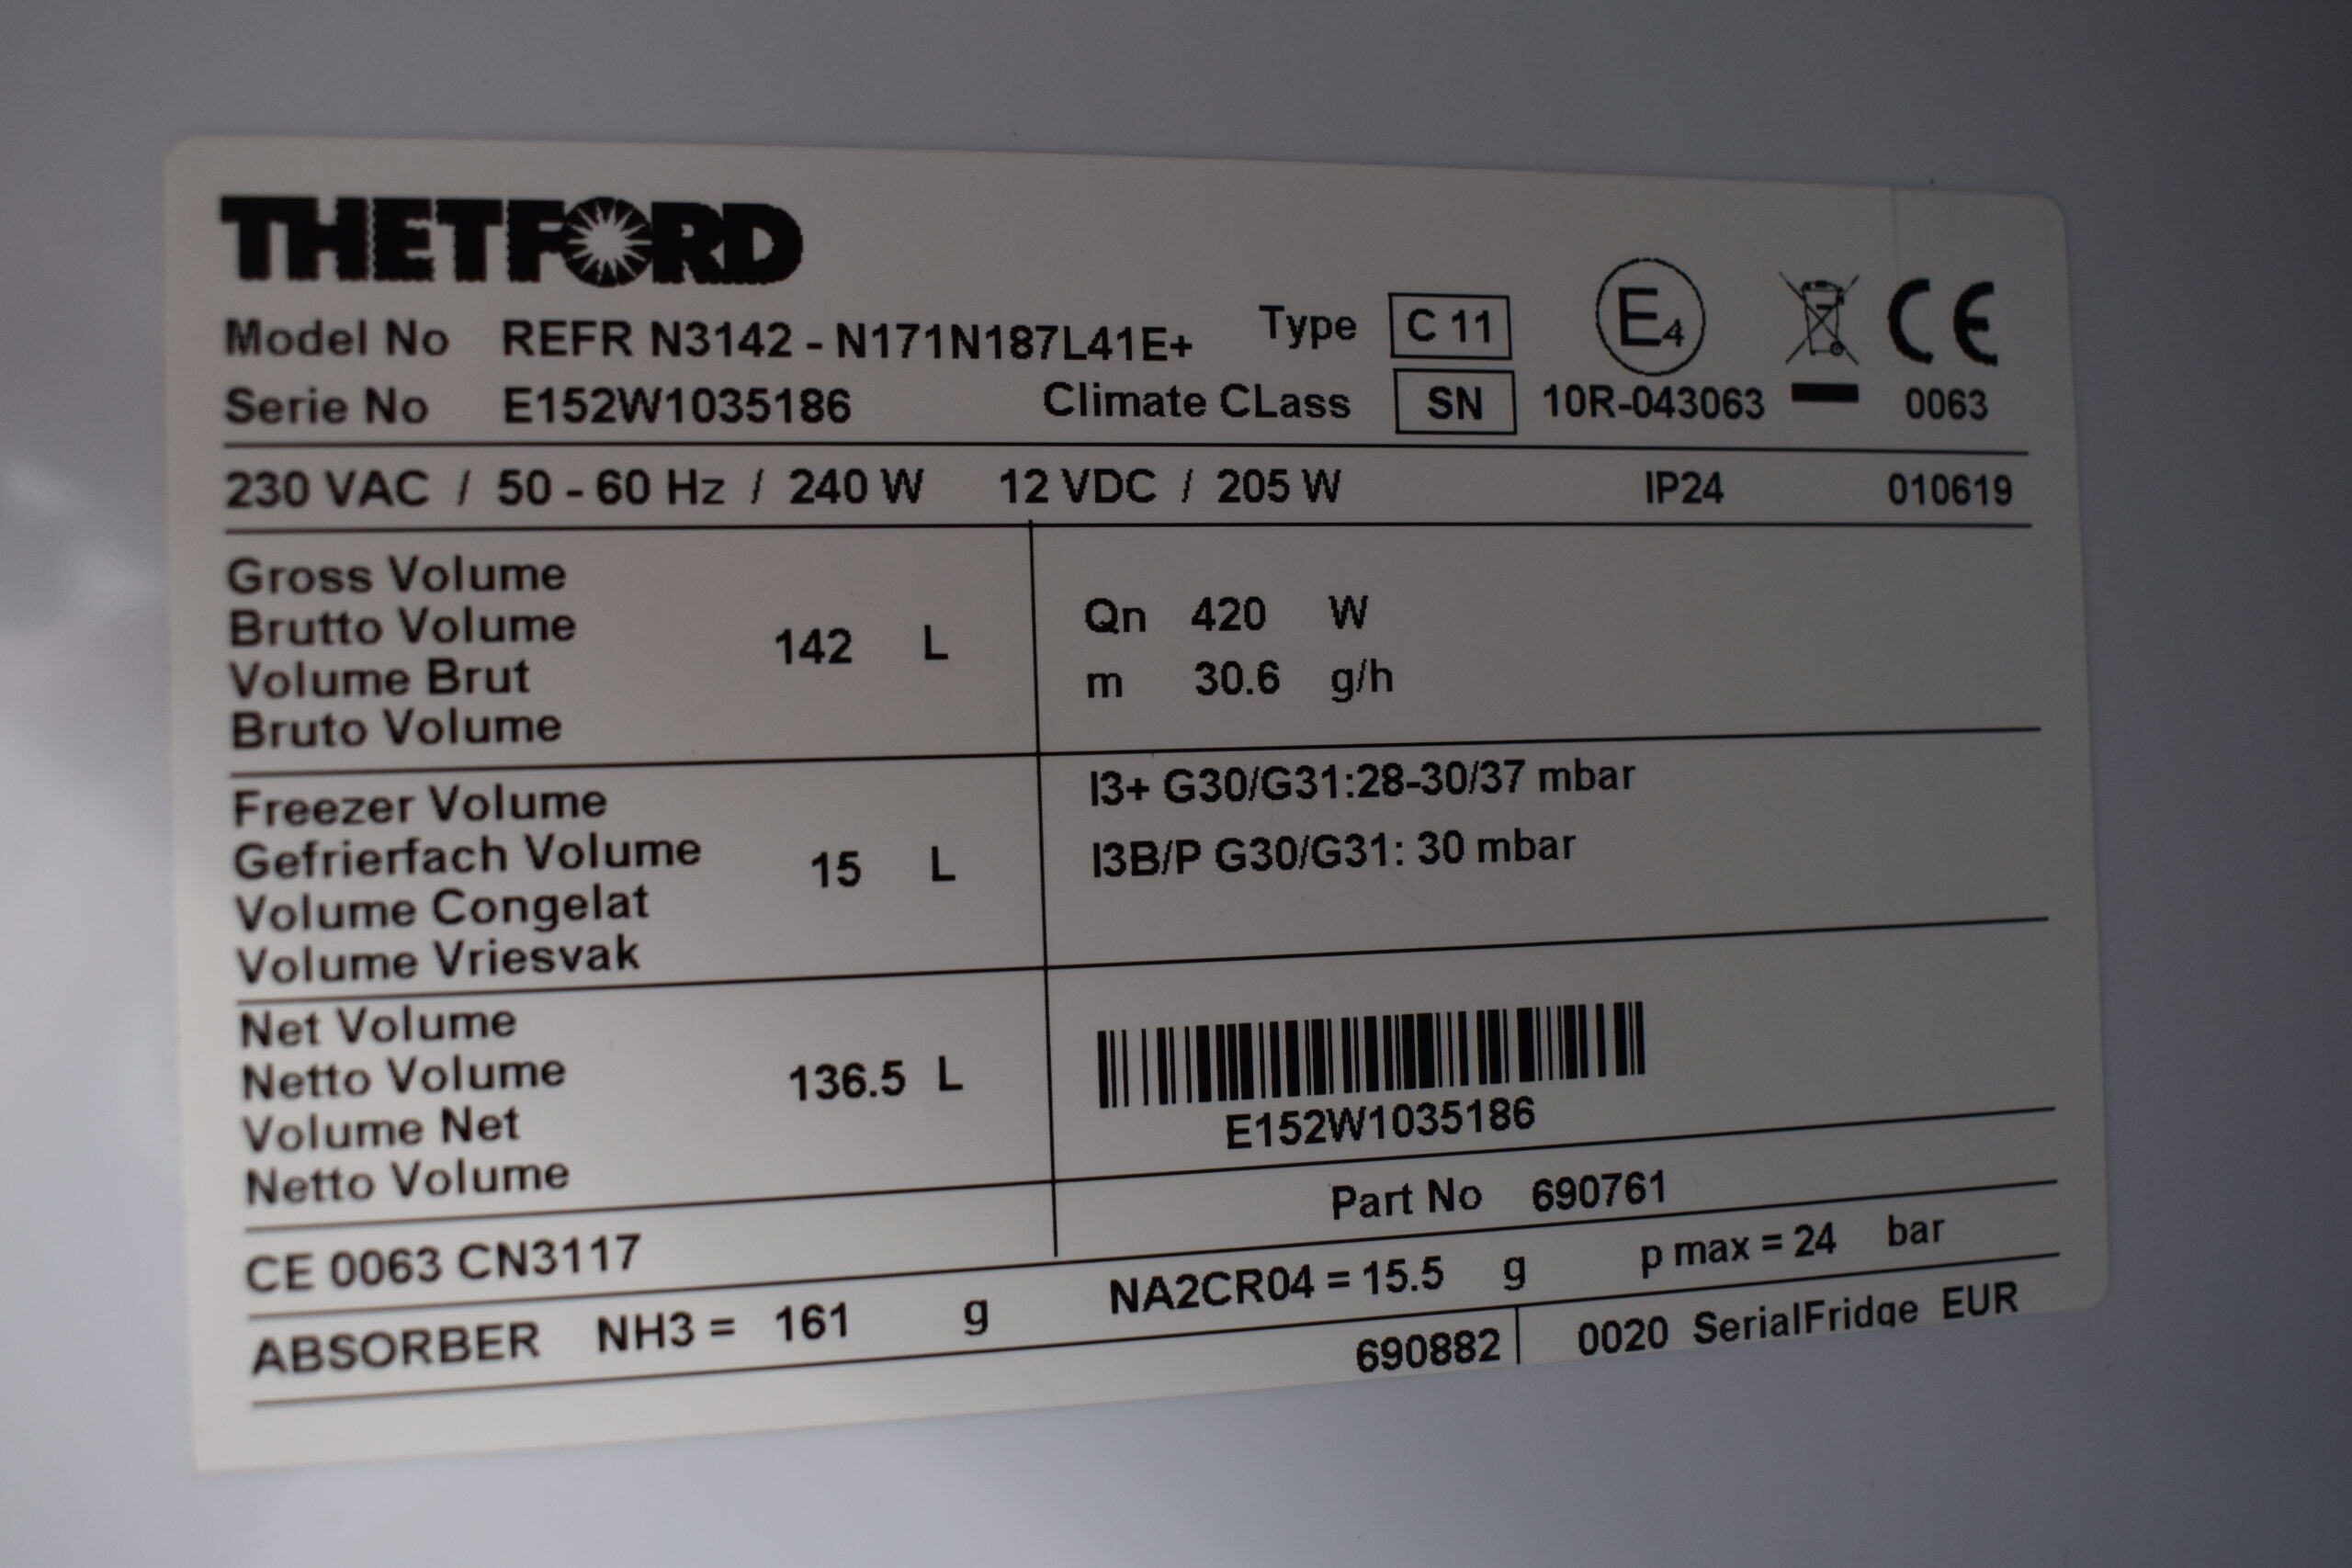 THETFORD
Model No REFR N3142 - N171N187L41E+ Type C 11 E4 CE
Serie No E152W1035186 Climate CLass SN 10R-043063 0063
230 VAC / 50 - 60 Hz / 240 W 12 VDC / 205 W IP24 010619
Gross Volume
Brutto Volume
Volume Brut
Bruto Volume
142 L
Qn 420 W
m 30.6 g/h
Freezer Volume
Gefrierfach Volume
Volume Congelat
Volume Vriesvak
15 L
I3+ G30/G31:28-30/37 mbar
I3B/P G30/G31: 30 mbar
Net Volume
Netto Volume
Volume Net
Netto Volume
136.5 L
E152W1035186
Part No 690761
CE 0063 CN3117
ABSORBER NH3 = 161 g NA2CR04 = 15.5 g p max = 24 bar
690882 0020 SerialFridge EUR